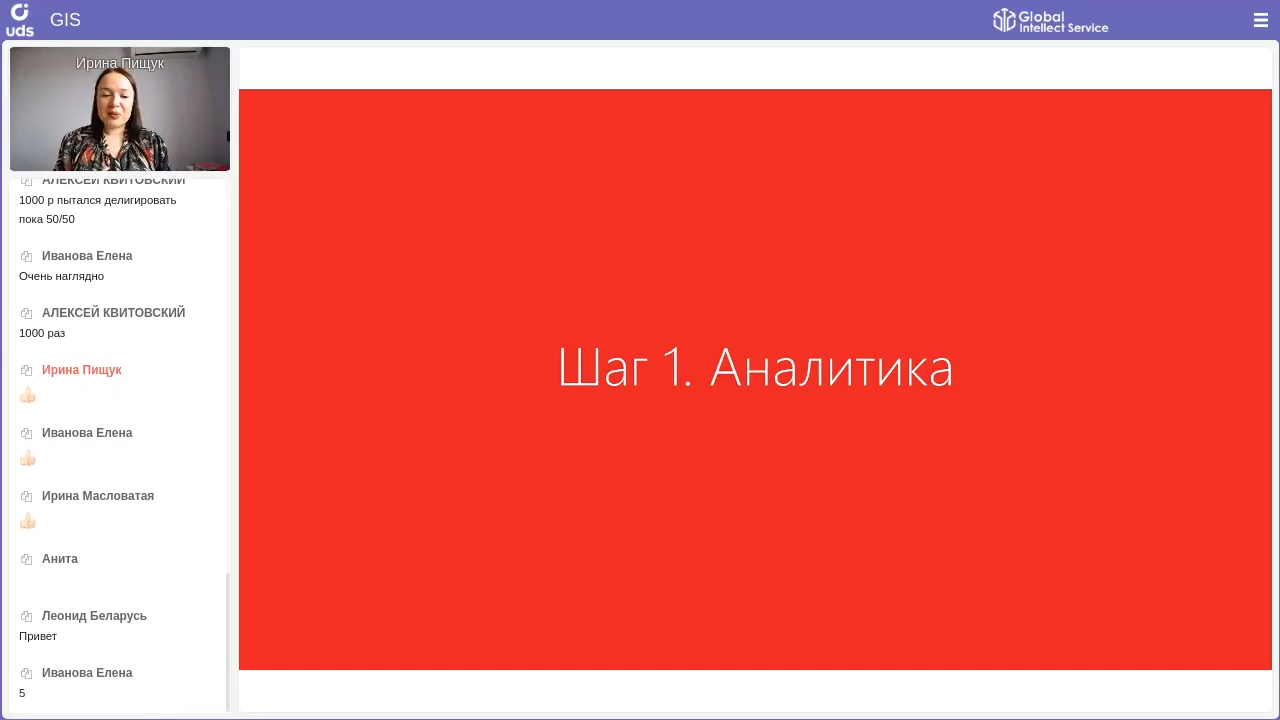 uds
GIS
Global
Intellect Service
Ирина Пищук
АЛЕКСЕЙ КВИТОВСКИЙ
1000 р пытался делигировать
пока 50/50
Иванова Елена
Очень наглядно
АЛЕКСЕЙ КВИТОВСКИЙ
1000 раз
Ирина Пищук
Иванова Елена
Ирина Масловатая
Анита
Леонид Беларусь
Привет
Иванова Елена
5
Шаг 1. Аналитика